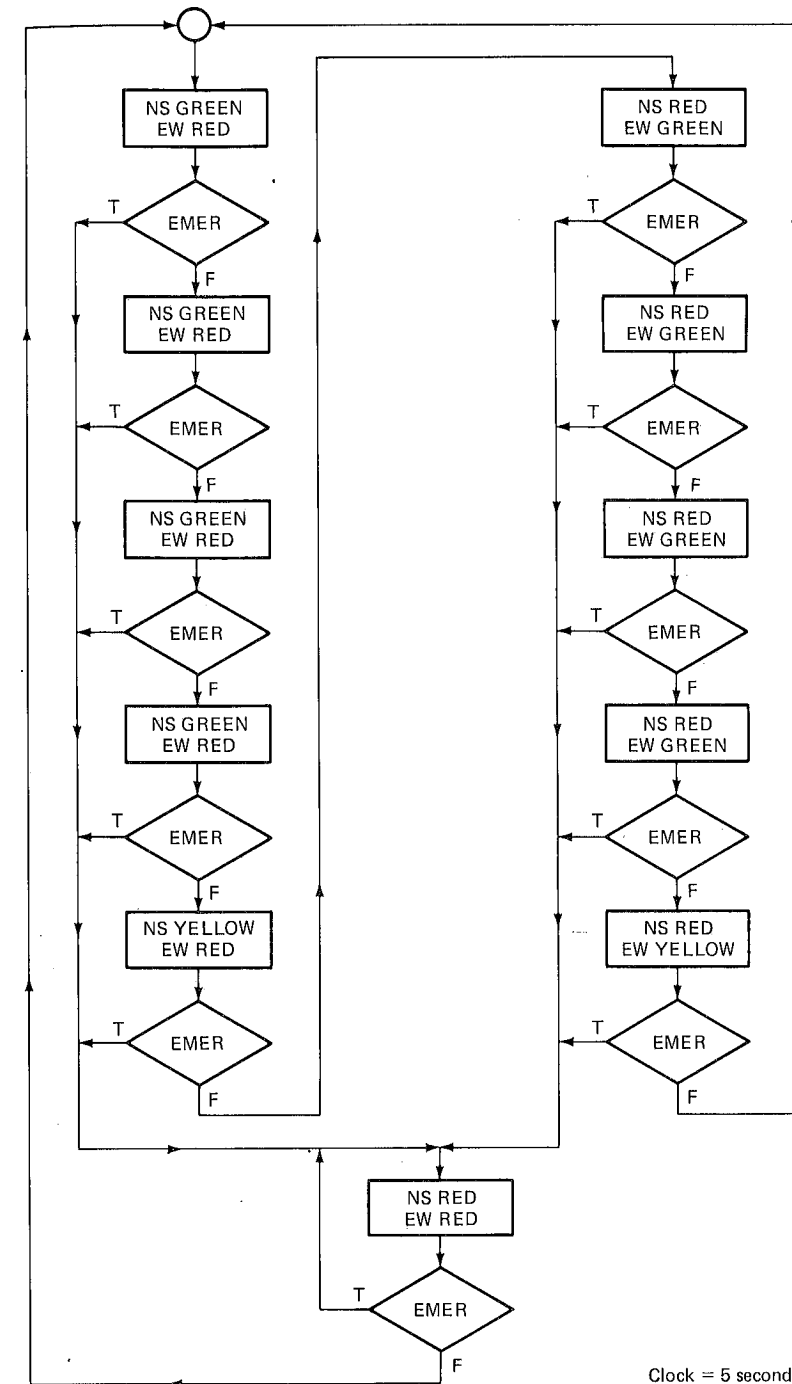 NS GREEN
EW RED
T
EMER
F
NS GREEN
EW RED
T
EMER
F
NS GREEN
EW RED
T
EMER
F
NS GREEN
EW RED
T
EMER
F
NS YELLOW
EW RED
T
EMER
F
NS RED
EW GREEN
T
EMER
F
NS RED
EW GREEN
T
EMER
F
NS RED
EW GREEN
T
EMER
F
NS RED
EW GREEN
T
EMER
F
NS RED
EW YELLOW
T
EMER
F
NS RED
EW RED
T
EMER
F
Clock = 5 second